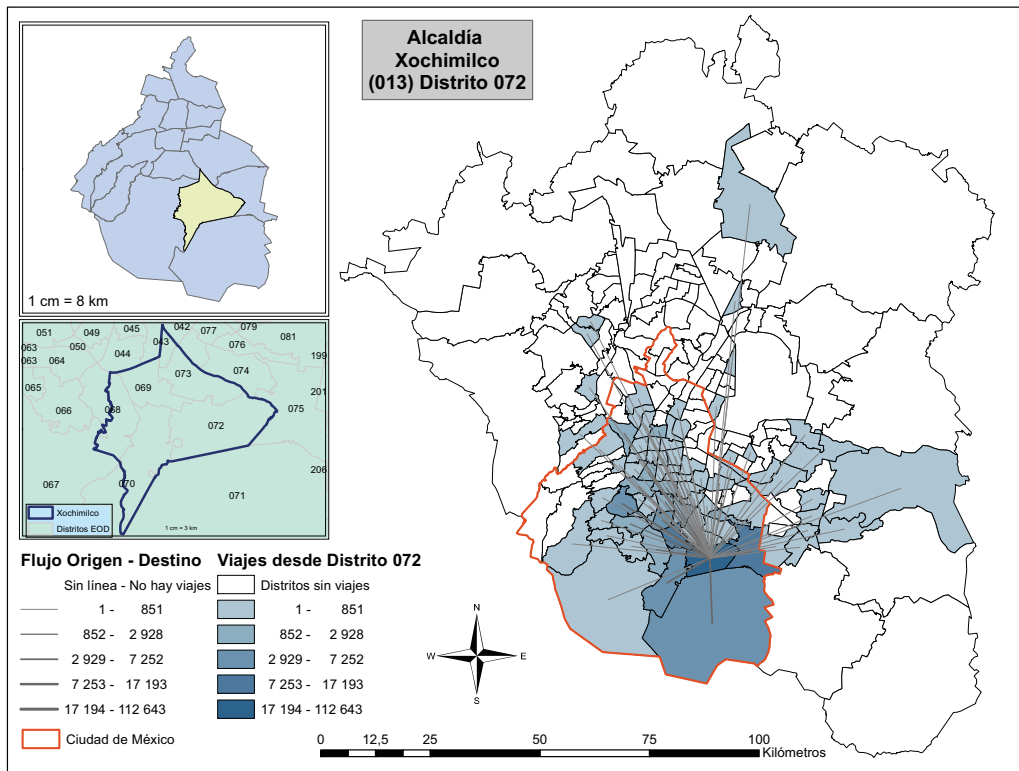 Alcaldía
Xochimilco
(013) Distrito 072
1 cm = 8 km
051
049
045
042
077
079
081
063
050
044
043
076
199
063
064
065
069
073
074
201
066
068
075
072
067
070
071
206
Xochimilco
Distritos EOD
1 cm = 3 km
Flujo Origen - Destino
Sin línea - No hay viajes
1 - 851
852 - 2 928
2 929 - 7 252
7 253 - 17 193
17 194 - 112 643
Ciudad de México
Viajes desde Distrito 072
Distritos sin viajes
1 - 851
852 - 2 928
2 929 - 7 252
7 253 - 17 193
17 194 - 112 643
N
W
E
S
0 12,5 25 50 75 100
Kilómetros